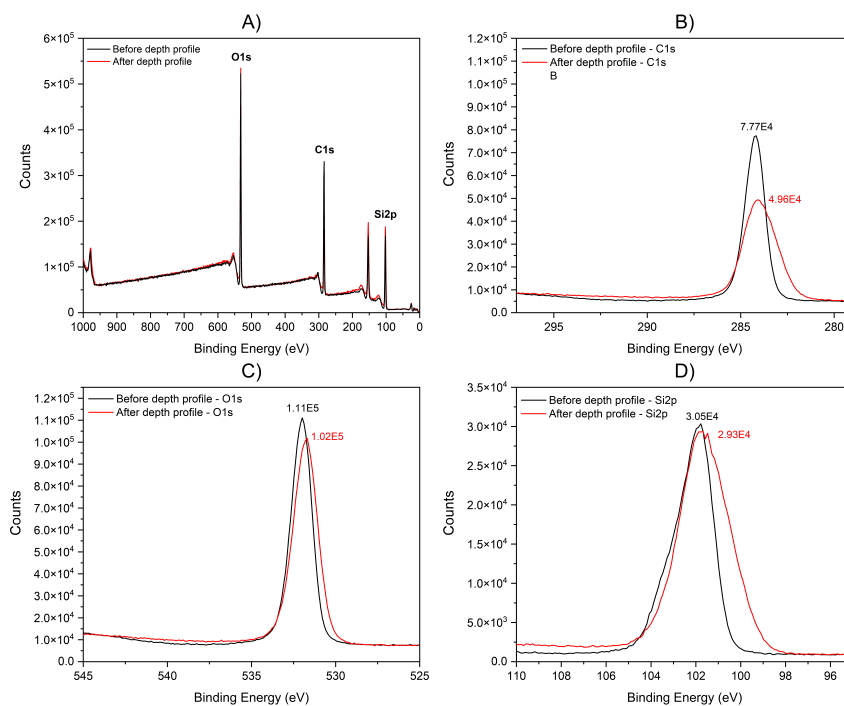 A)
Before depth profile
After depth profile
O1s
C1s
Si2p
6×10⁵
5×10⁵
4×10⁵
3×10⁵
2×10⁵
1×10⁵
0
Counts
1000 900 800 700 600 500 400 300 200 100 0
Binding Energy (eV)
B)
Before depth profile - C1s
After depth profile - C1s
B
7.77E4
4.96E4
1.2×10⁵
1.1×10⁵
1.0×10⁵
9.0×10⁴
8.0×10⁴
7.0×10⁴
6.0×10⁴
5.0×10⁴
4.0×10⁴
3.0×10⁴
2.0×10⁴
1.0×10⁴
0.0
Counts
295 290 285 280
Binding Energy (eV)
C)
Before depth profile - O1s
After depth profile - O1s
1.11E5
1.02E5
1.2×10⁵
1.1×10⁵
1.0×10⁵
9.0×10⁴
8.0×10⁴
7.0×10⁴
6.0×10⁴
5.0×10⁴
4.0×10⁴
3.0×10⁴
2.0×10⁴
1.0×10⁴
0.0
Counts
545 540 535 530 525
Binding Energy (eV)
D)
Before depth profile - Si2p
After depth profile - Si2p
3.05E4
2.93E4
3.5×10⁴
3.0×10⁴
2.5×10⁴
2.0×10⁴
1.5×10⁴
1.0×10⁴
5.0×10³
0.0
Counts
110 108 106 104 102 100 98 96
Binding Energy (eV)